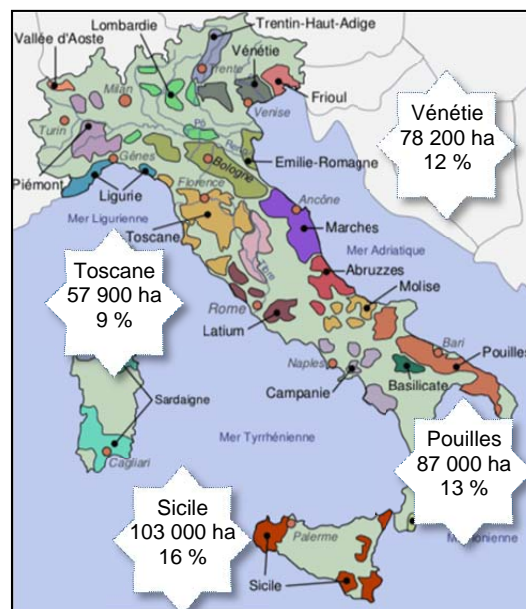 Lombardie
Trentin-Haut-Adige
Vallée d'Aoste
Vénétie
Trente
Milan
Frioul
Venise
Turin
Pô
Reno
Gênes
Bologne
Emilie-Romagne
Piémont
Florence
Ligurie
Ancône
Mer Ligurienne
Toscane
Marches
Mer Adriatique
Tibre
Abruzzes
Rome
Molise
Latium
Bari
Naples
Pouilles
Campanie
Basilicate
Sardaigne
Mer Tyrrhénienne
Cagliari
Palerme
Sicile
Vénétie
78 200 ha
12 %
Toscane
57 900 ha
9 %
Pouilles
87 000 ha
13 %
Sicile
103 000 ha
16 %